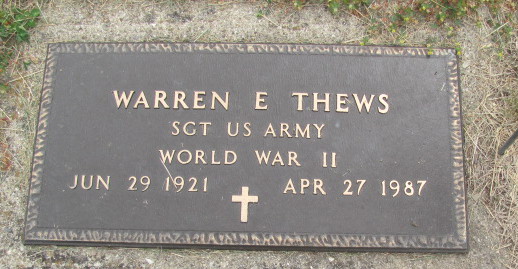 WARREN E THEWS
SGT US ARMY
WORLD WAR II
JUN 29 1921 APR 27 1987